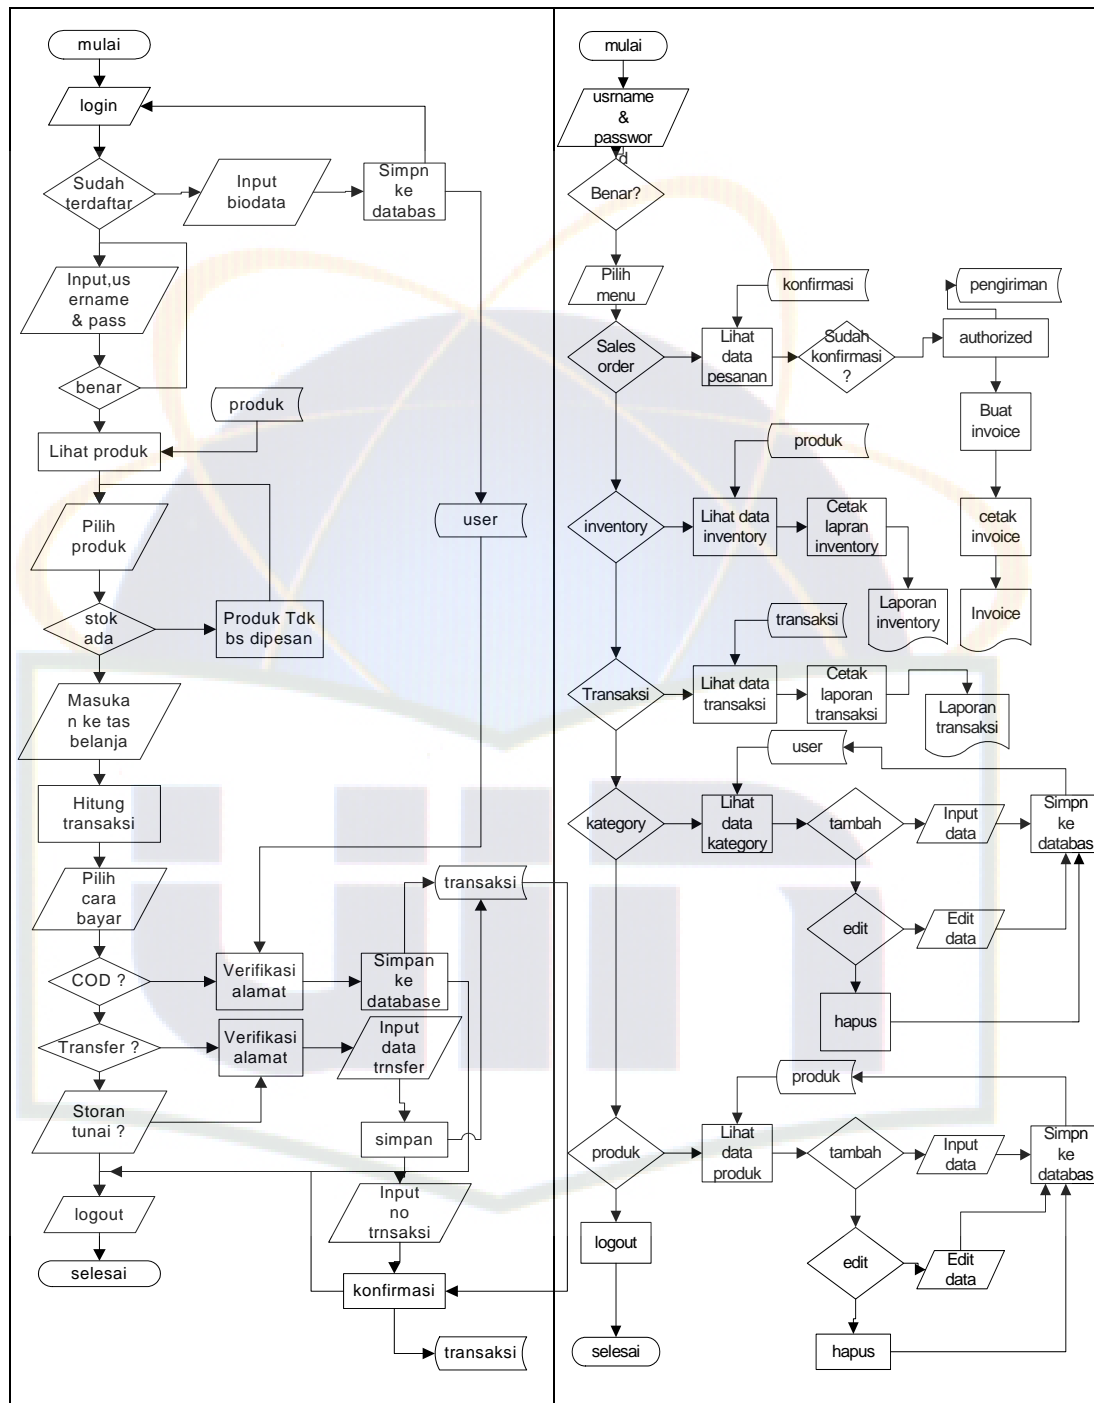 mulai
login
Sudah
terdaftar
Input
biodata
Simpn
ke
databas
Input,us
ername
& pass
benar
produk
Lihat produk
Pilih
produk
user
stok
ada
Produk Tdk
bs dipesan
Masuka
n ke tas
belanja
Hitung
transaksi
Pilih
cara
bayar
transaksi
COD ?
Verifikasi
alamat
Simpan
ke
database
Transfer ?
Verifikasi
alamat
Input
data
trnsfer
Storan
tunai ?
simpan
logout
Input
no
trnsaksi
selesai
konfirmasi
transaksi
mulai
usrname
&
passwor
d
Benar?
Pilih
menu
konfirmasi
pengiriman
Sales
order
Lihat
data
pesanan
Sudah
konfirmasi
?
authorized
Buat
invoice
produk
inventory
Lihat data
inventory
Cetak
lapran
inventory
cetak
invoice
Laporan
inventory
Invoice
transaksi
Transaksi
Lihat data
transaksi
Cetak
laporan
transaksi
Laporan
transaksi
user
kategory
Lihat
data
kategory
tambah
Input
data
Simpn
ke
databas
edit
Edit
data
hapus
produk
produk
Lihat
data
produk
tambah
Input
data
Simpn
ke
databas
logout
edit
Edit
data
selesai
hapus